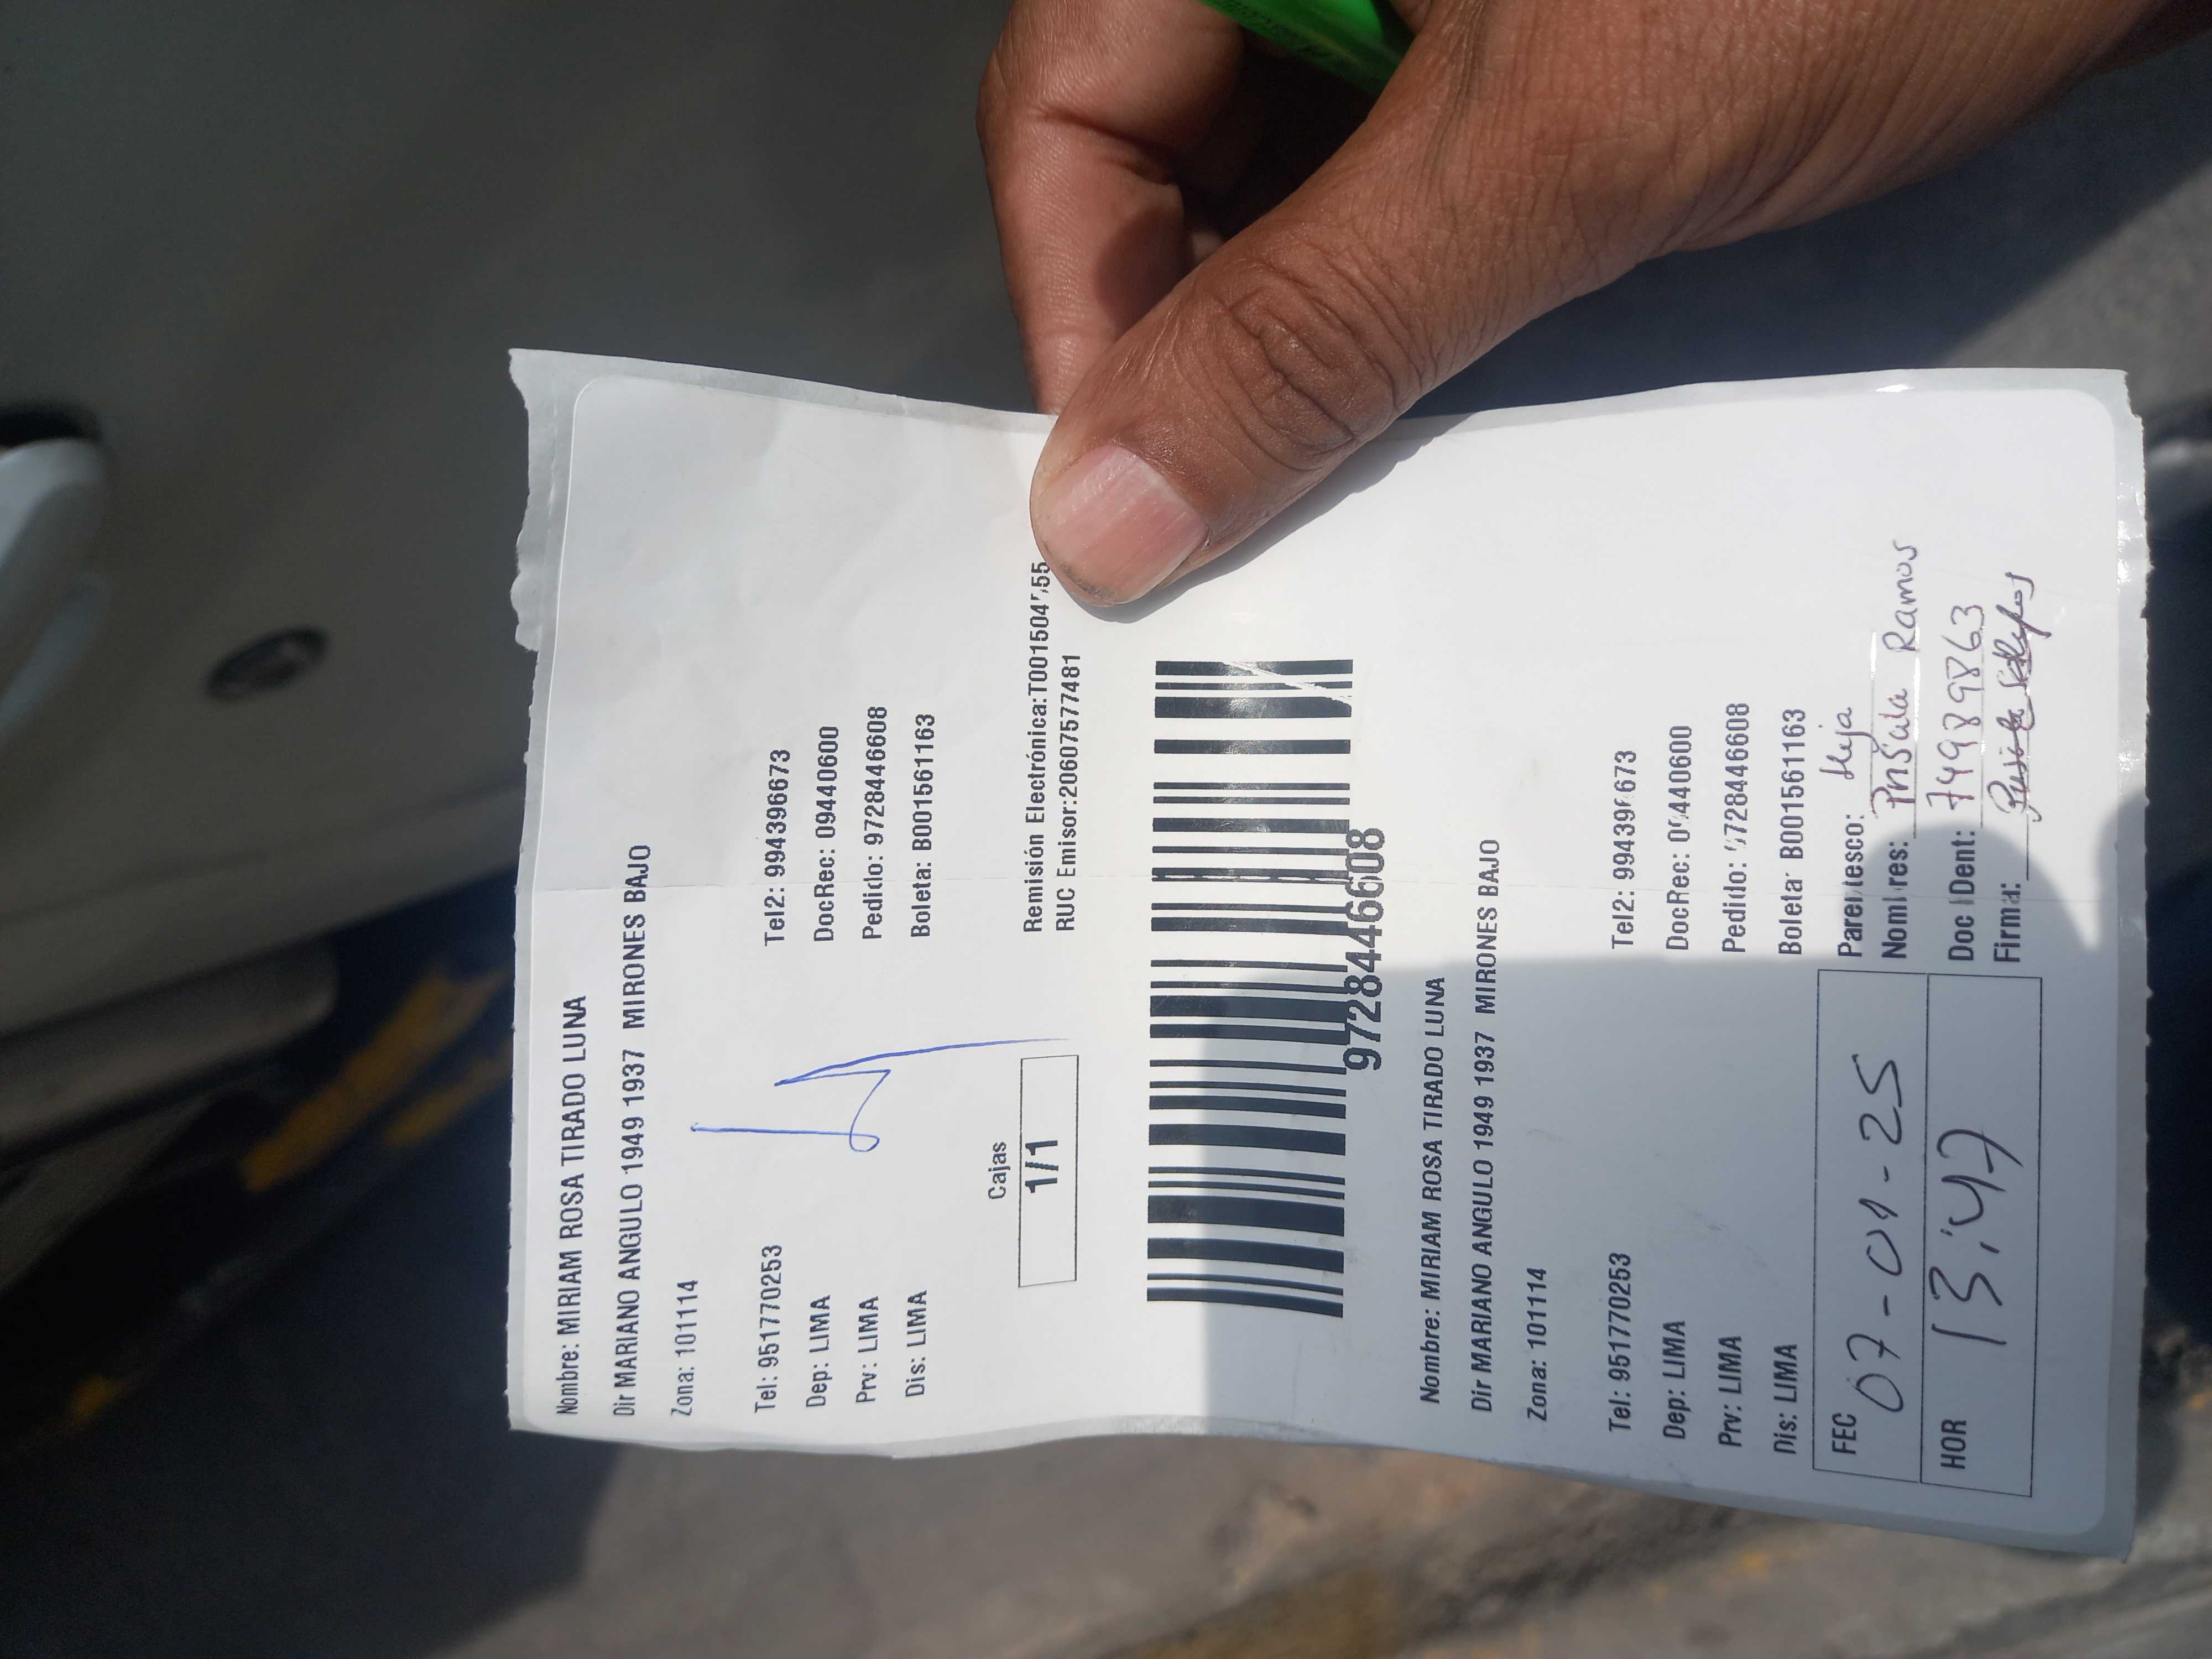 Nombre: MIRIAM ROSA TIRADO LUNA
Dir MARIANO ANGULO 1949 1937 MIRONES BAJO
Zona: 101114
Tel: 951770253 Tel2: 994396673
Dep: LIMA DocRec: 09440600
Prv: LIMA Pedido: 9728446608
Dis: LIMA Boleta: B001561163
Cajas
1/1
Remisión Electrónica:T001504
RUC Emisor:20607577481
9728446608
Nombre: MIRIAM ROSA TIRADO LUNA
Dir MARIANO ANGULO 1949 1937 MIRONES BAJO
Zona: 101114
Tel: 951770253 Tel2: 994396673
Dep: LIMA DocRec: 09440600
Prv: LIMA Pedido: 9728446608
Dis: LIMA Boleta: B001561163
FEC 07-01-25
HOR 13:47
Parentesco: Hija
Nombres: Ramos
Doc Ident: 74989863
Firma: